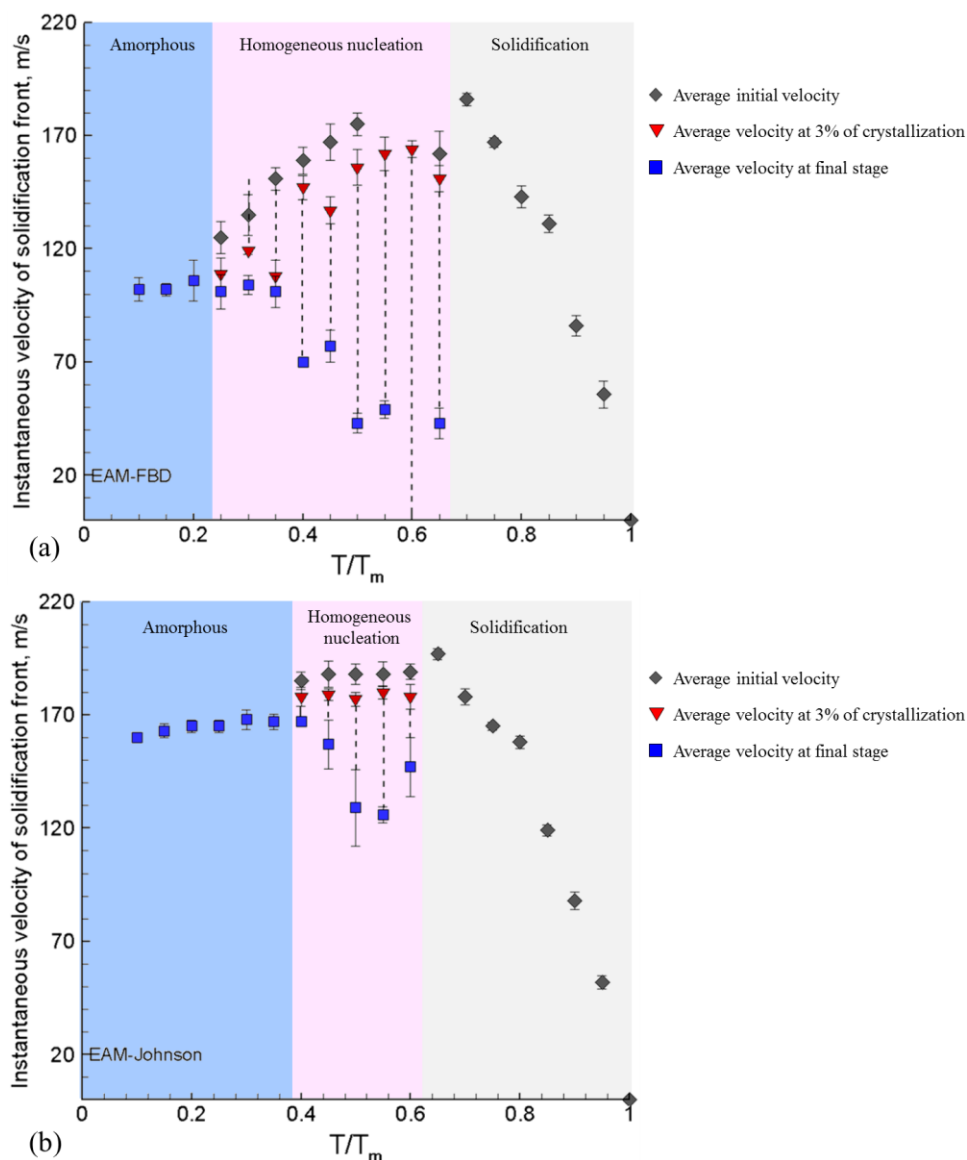 220
Amorphous
Homogeneous nucleation
Solidification
170
120
70
20
Instantaneous velocity of solidification front, m/s
EAM-FBD
0
0.2
0.4
0.6
0.8
1
T/Tm
(a)
Average initial velocity
Average velocity at 3% of crystallization
Average velocity at final stage
220
Amorphous
Homogeneous
nucleation
Solidification
170
120
70
20
Instantaneous velocity of solidification front, m/s
EAM-Johnson
0
0.2
0.4
0.6
0.8
1
T/Tm
(b)
Average initial velocity
Average velocity at 3% of crystallization
Average velocity at final stage